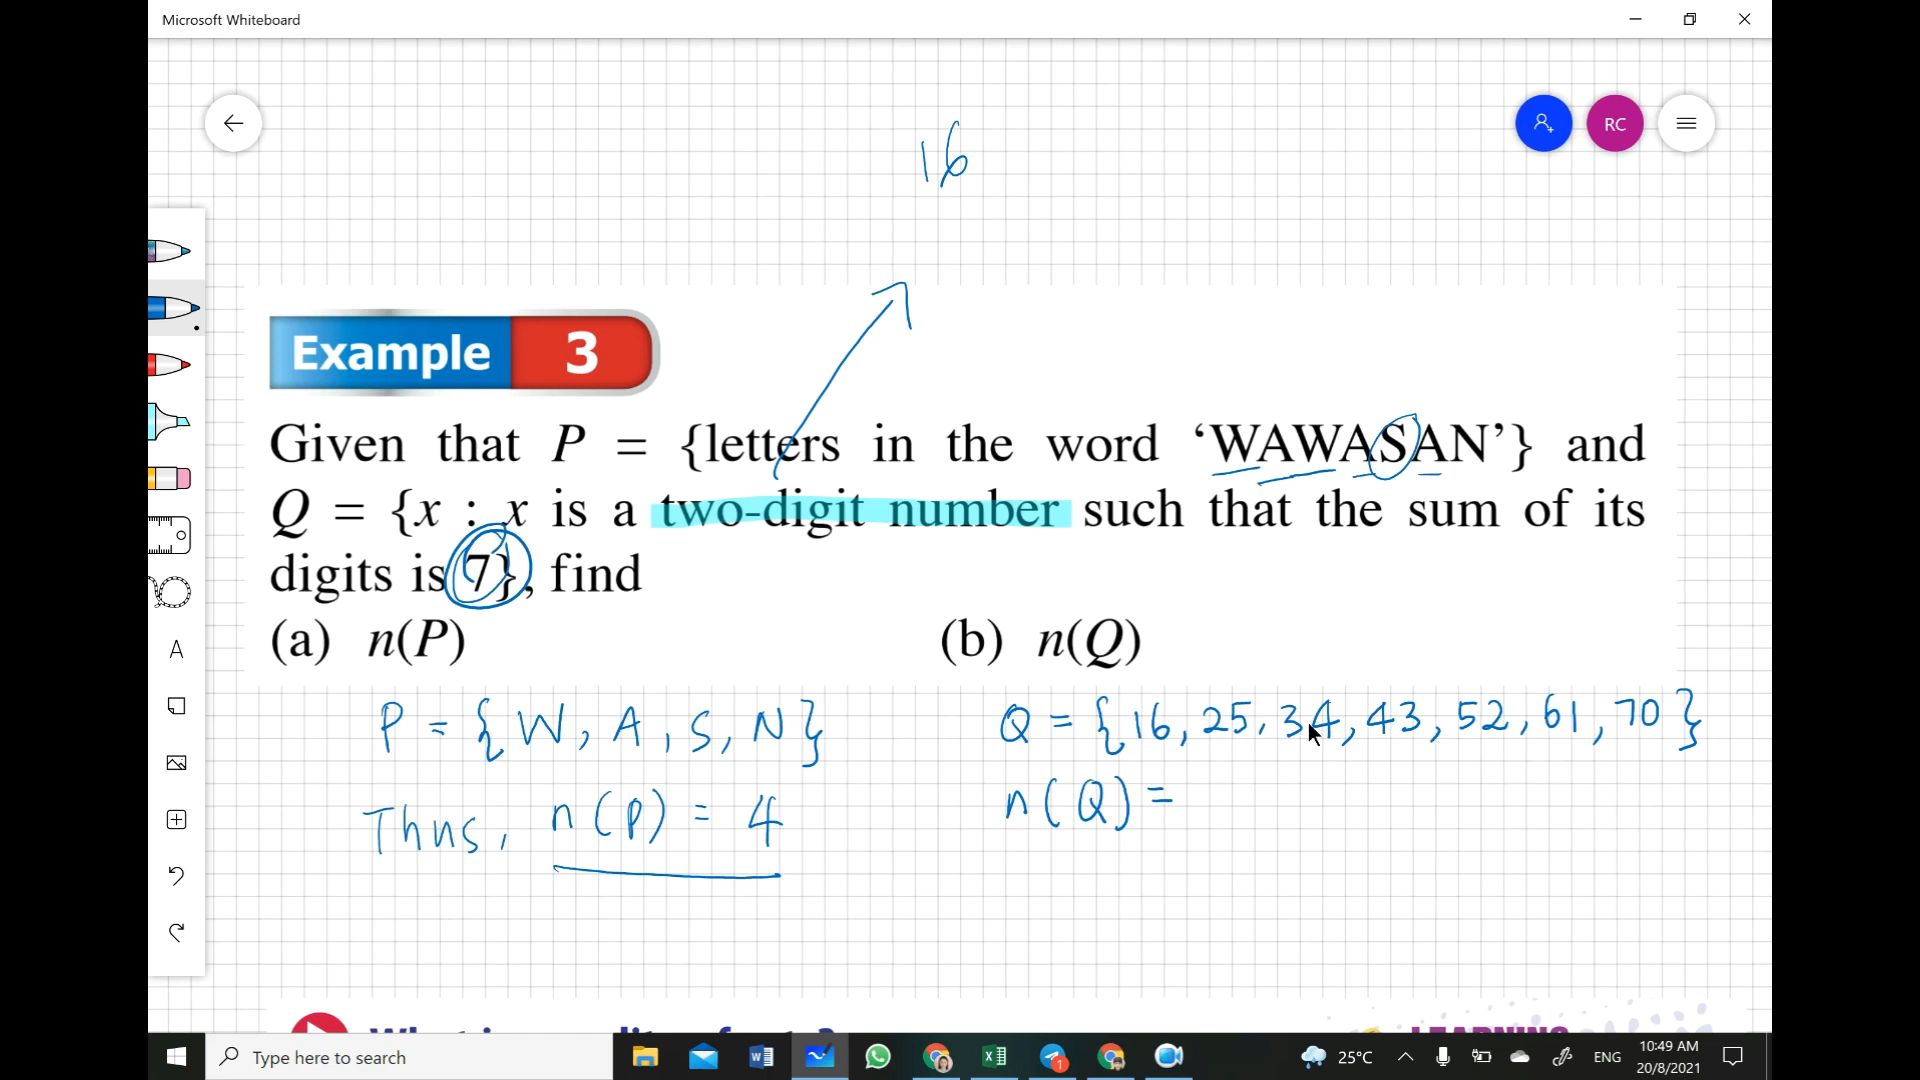 Microsoft Whiteboard
RC
16
Example 3
Given that P = {letters in the word ‘WAWASAN’} and
Q = {x : x is a two-digit number such that the sum of its
digits is 7}, find
(a) n(P) (b) n(Q)
P = {W, A, S, N} Q = {16, 25, 34, 43, 52, 61, 70}
Thus, n(P) = 4 n(Q) =
A
LEARNING
Type here to search 1 25°C ENG 10:49 AM
20/8/2021